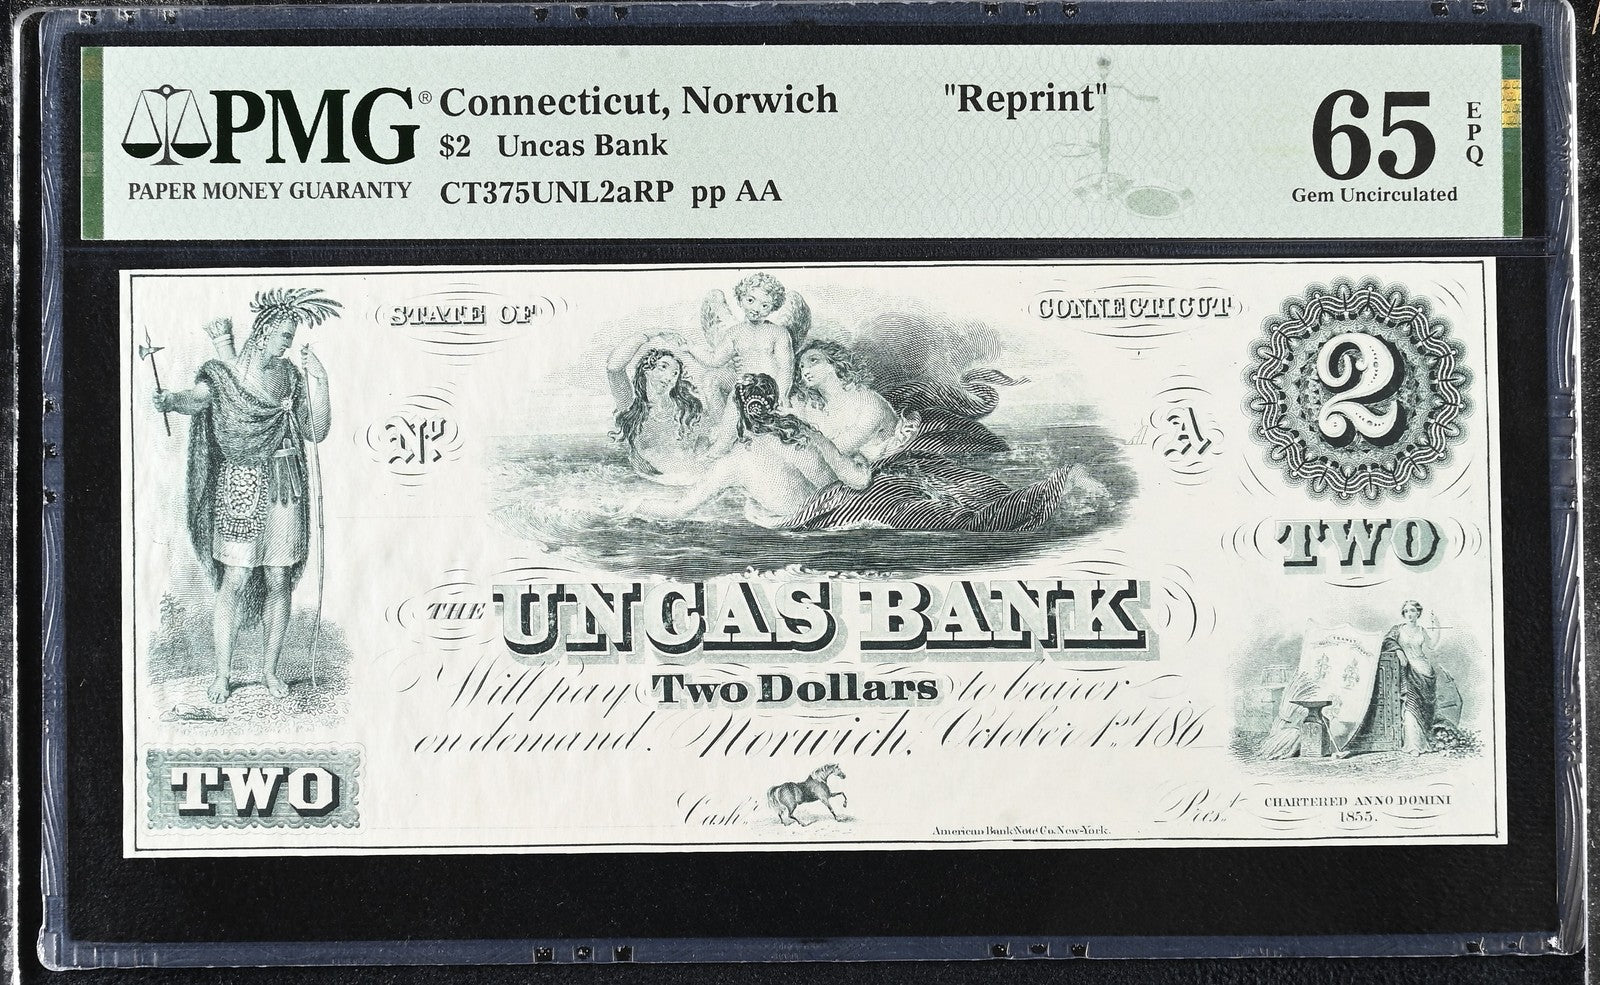 PMG® Connecticut, Norwich "Reprint" 65 EPQ
$2 Uncas Bank
PAPER MONEY GUARANTY CT375UNL2aRP pp AA Gem Uncirculated
STATE OF CONNECTICUT
2
No. A
TWO
THE UNCAS BANK
Will pay Two Dollars to bearer
on demand. Norwich, October 1st 186
TWO
Cashr. Prest.
CHARTERED ANNO DOMINI
1855.
American Bank Note Co. New-York.